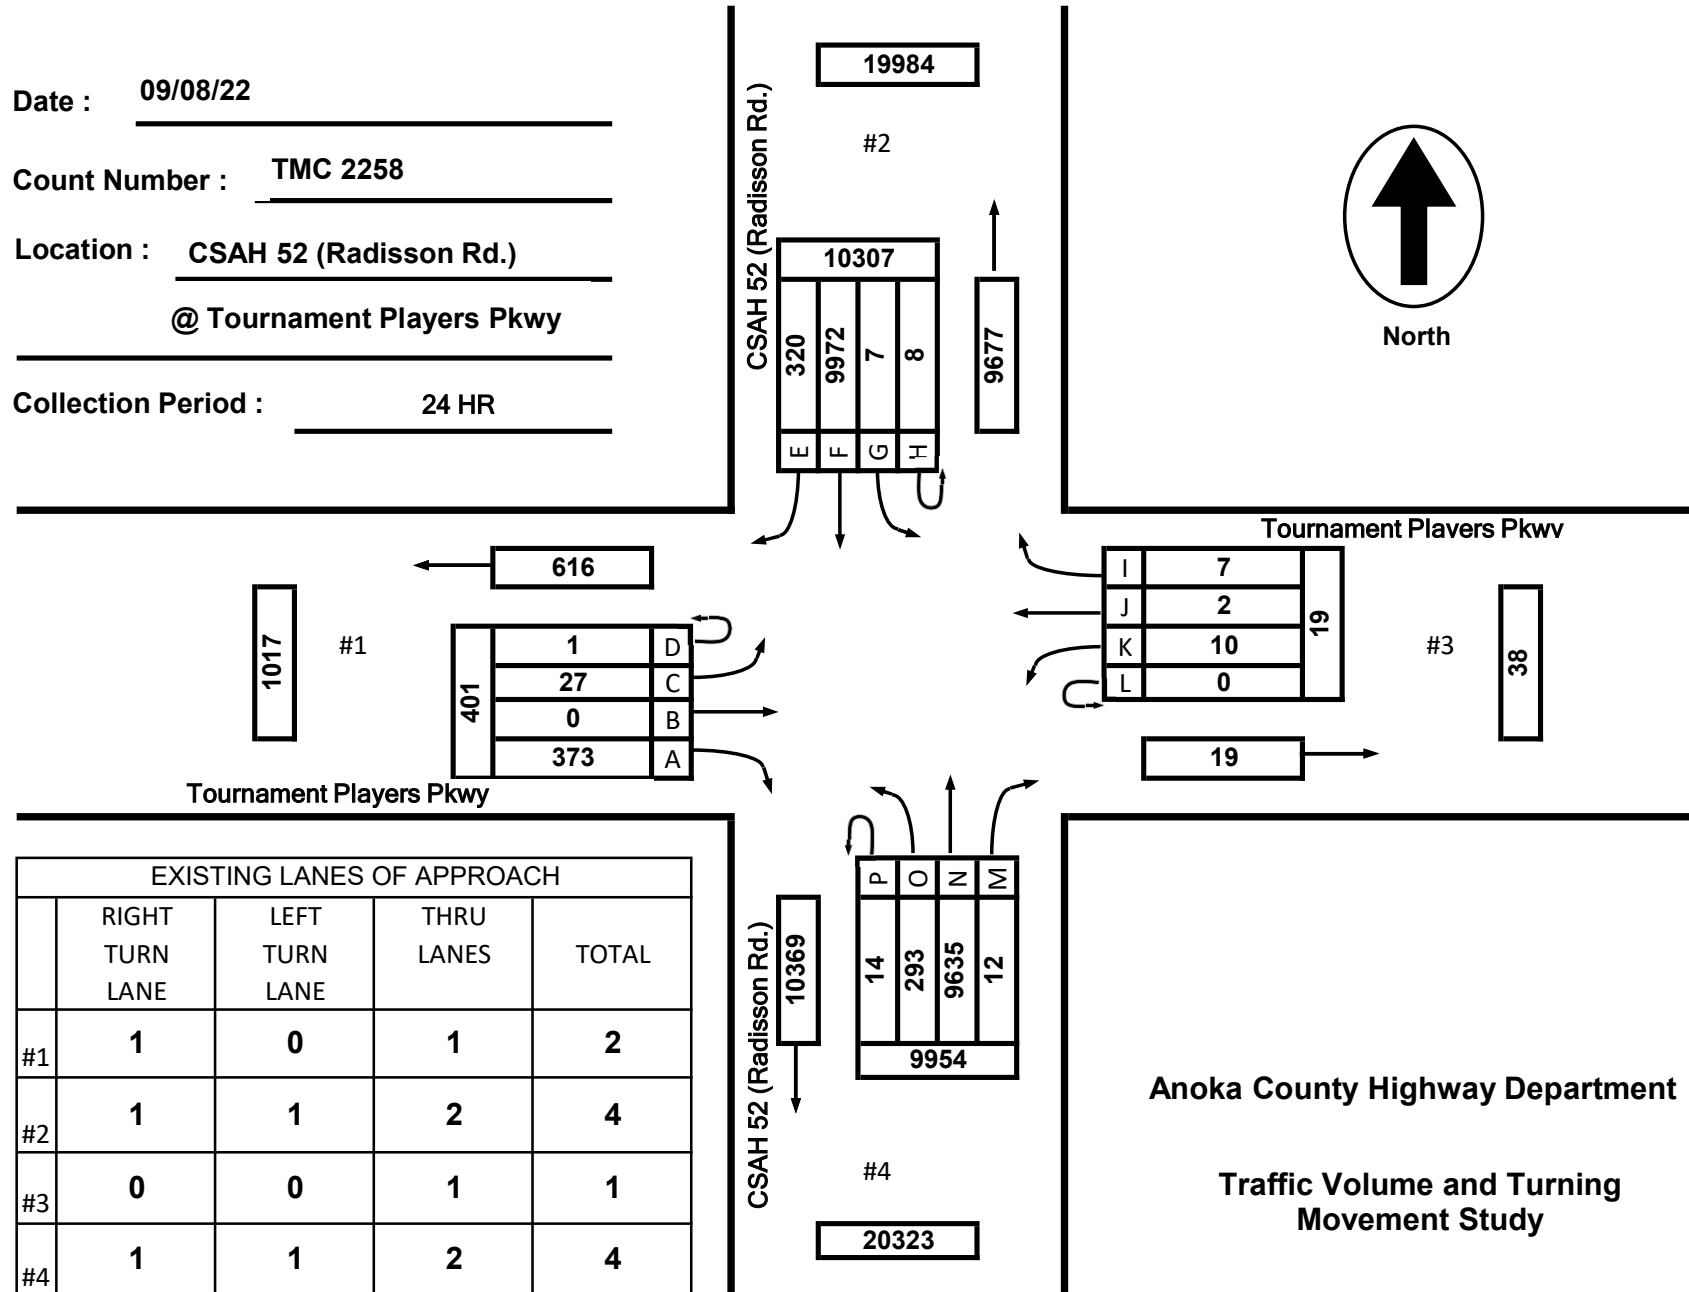 Date : 09/08/22
Count Number : TMC 2258
Location : CSAH 52 (Radisson Rd.)
@ Tournament Players Pkwy
Collection Period : 24 HR
19984
#2
CSAH 52 (Radisson Rd.)
10307
320 9972 7 8
E F G H
9677
North
Tournament Players Pkwy
616
1017
#1
401
1 D
27 C
0 B
373 A
Tournament Players Pkwy
I 7
J 2
K 10
L 0
19
#3
38
19
P O N M
14 293 9635 12
9954
10369
CSAH 52 (Radisson Rd.)
#4
20323
EXISTING LANES OF APPROACH
RIGHT TURN LANE LEFT TURN LANE THRU LANES TOTAL
#1 1 0 1 2
#2 1 1 2 4
#3 0 0 1 1
#4 1 1 2 4
Anoka County Highway Department
Traffic Volume and Turning
Movement Study